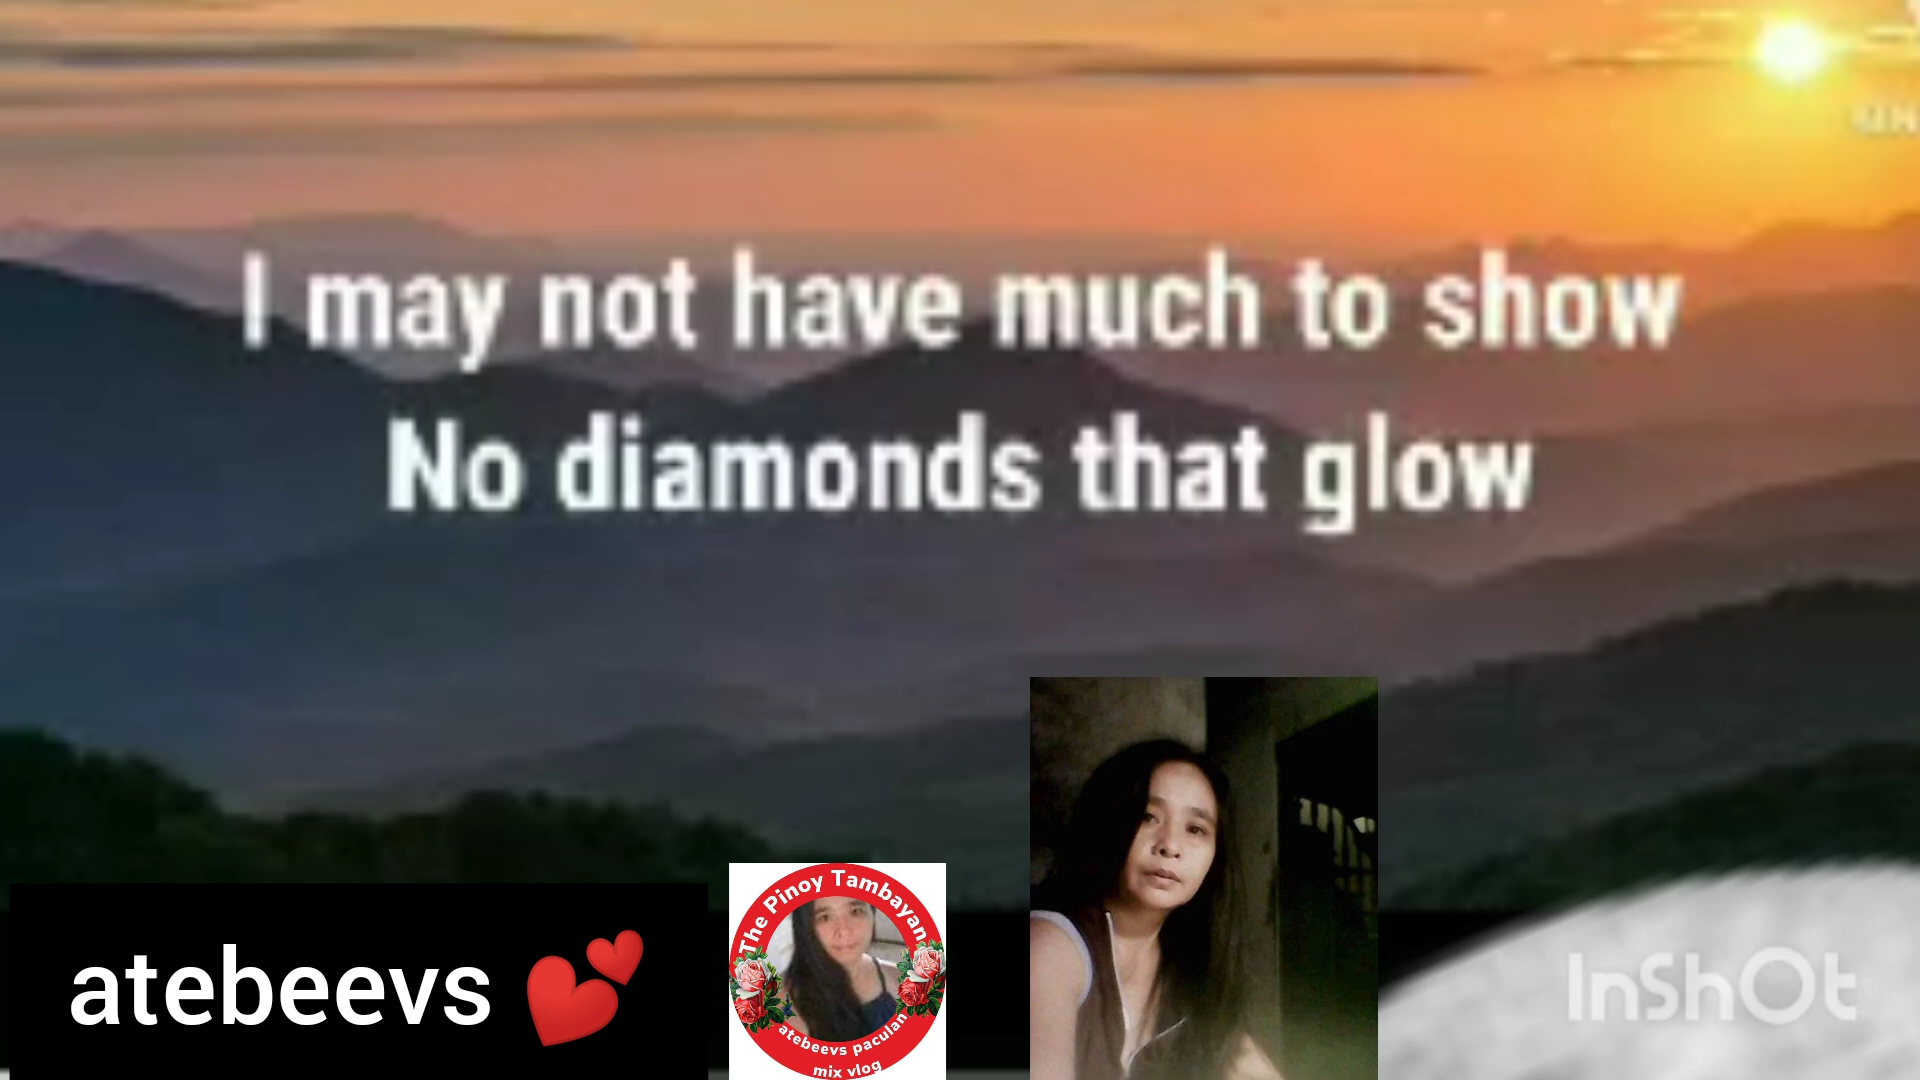 I may not have much to show
No diamonds that glow
atebeevs 💕
The Pinoy Tambayan
atebeevs paculan
mix vlog
InShOt